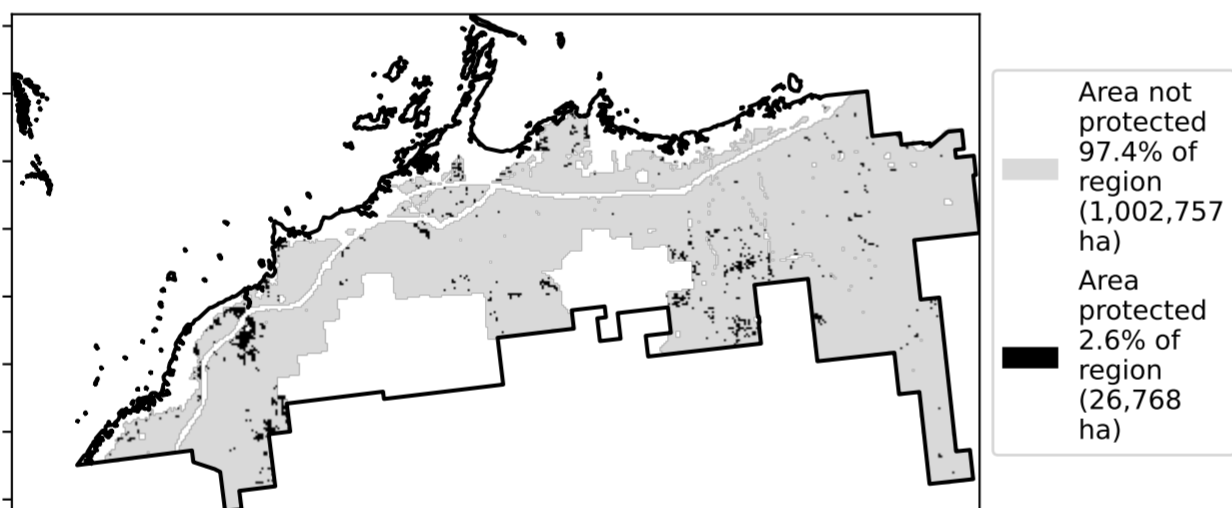 Area not
protected
97.4% of
region
(1,002,757
ha)
Area
protected
2.6% of
region
(26,768
ha)